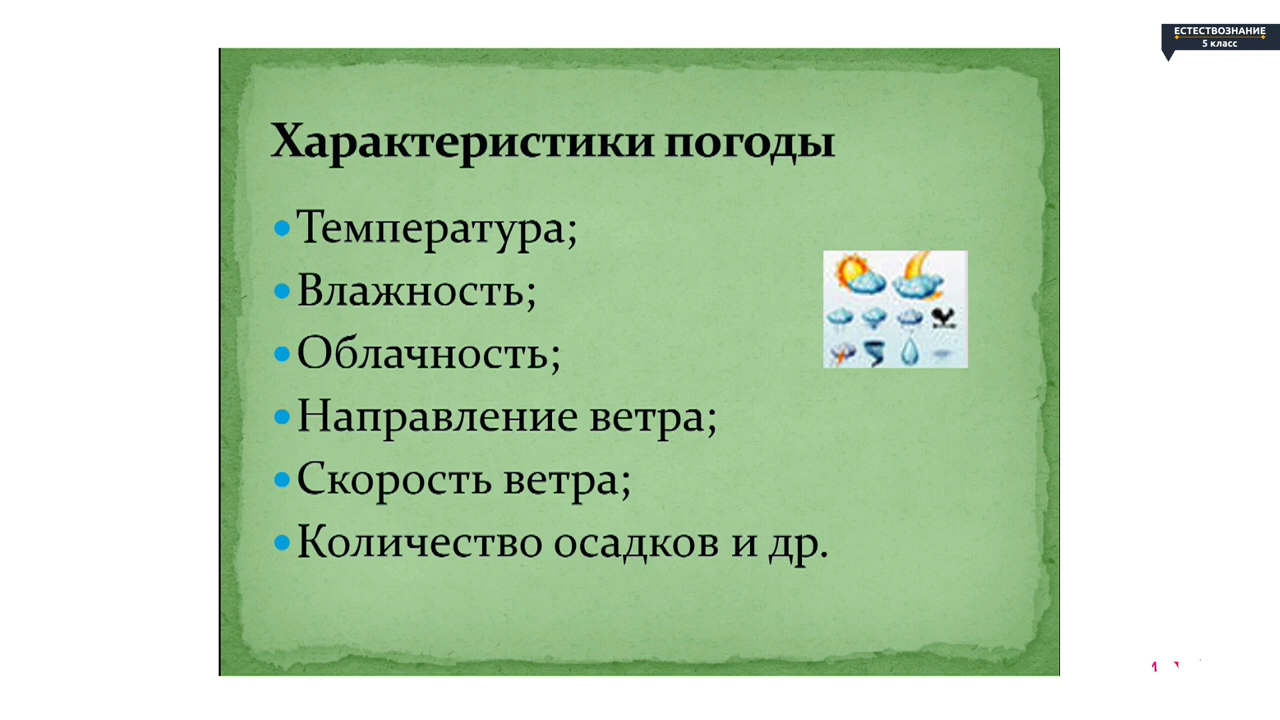 ЕСТЕСТВОЗНАНИЕ
5 класс
Характеристики погоды
Температура;
Влажность;
Облачность;
Направление ветра;
Скорость ветра;
Количество осадков и др.